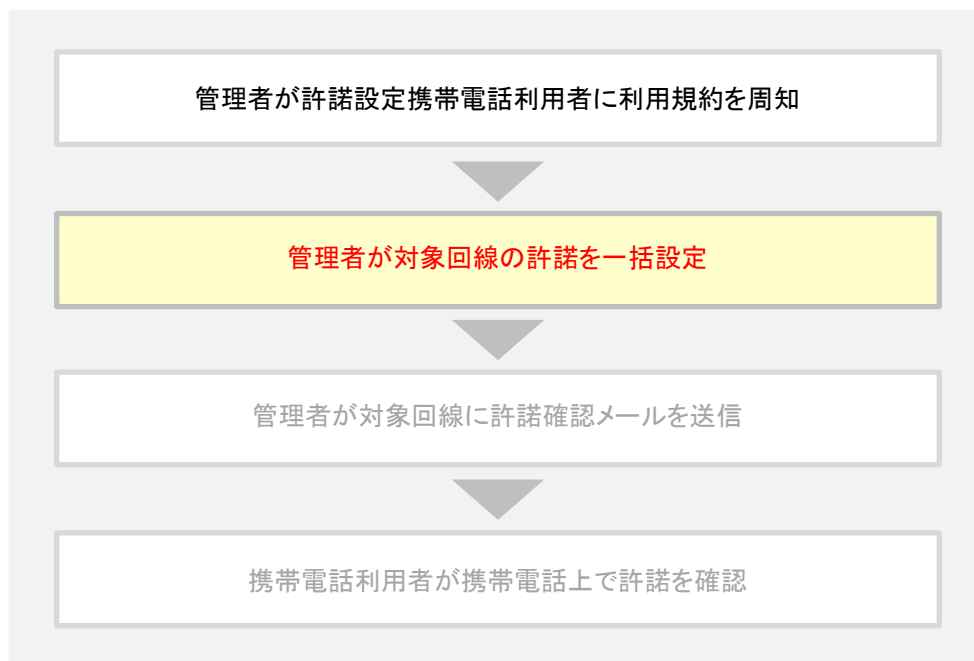 管理者が許諾設定携帯電話利用者に利用規約を周知
管理者が対象回線の許諾を一括設定
管理者が対象回線に許諾確認メールを送信
携帯電話利用者が携帯電話上で許諾を確認